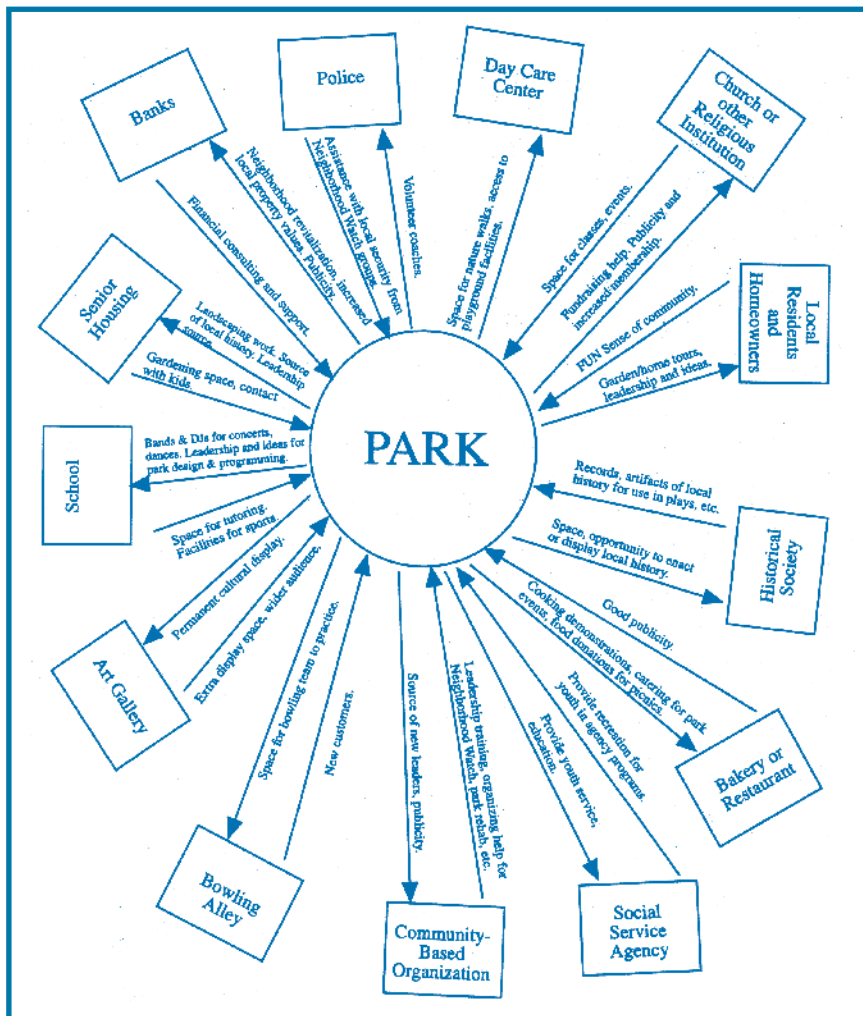 Banks
Police
Day Care
Center
Church or
other
Religious
Institution
Neighborhood revitalization, increased
local property values. Publicity.
Financial consulting and support.
Assistance with local security from
Neighborhood Watch groups.
Volunteer coaches.
Space for nature walks, access to
playground facilities.
Space for classes, events.
Fundraising help. Publicity and
increased membership.
Senior
Housing
Landscaping work. Source
of local history. Leadership
source.
Gardening space, contact
with kids.
FUN Sense of community.
Garden/home tours,
leadership and ideas.
Local
Residents
and
Homeowners
PARK
School
Bands & DJs for concerts,
dances. Leadership and ideas for
park design & programming.
Space for tutoring.
Facilities for sports.
Records, artifacts of local
history for use in plays, etc.
Space, opportunity to enact
or display local history.
Historical
Society
Art Gallery
Permanent cultural display.
Extra display space, wider audience.
Good publicity.
Cooking demonstrations, catering for park
events, food donations for picnics.
Bakery or
Restaurant
Space for bowling team to practice.
New customers.
Bowling
Alley
Source of new leaders, publicity.
Leadership training, organizing help for
Neighborhood Watch, park rehab, etc.
Community-
Based
Organization
Provide youth service,
education.
Provide recreation for
youth in agency programs.
Social
Service
Agency